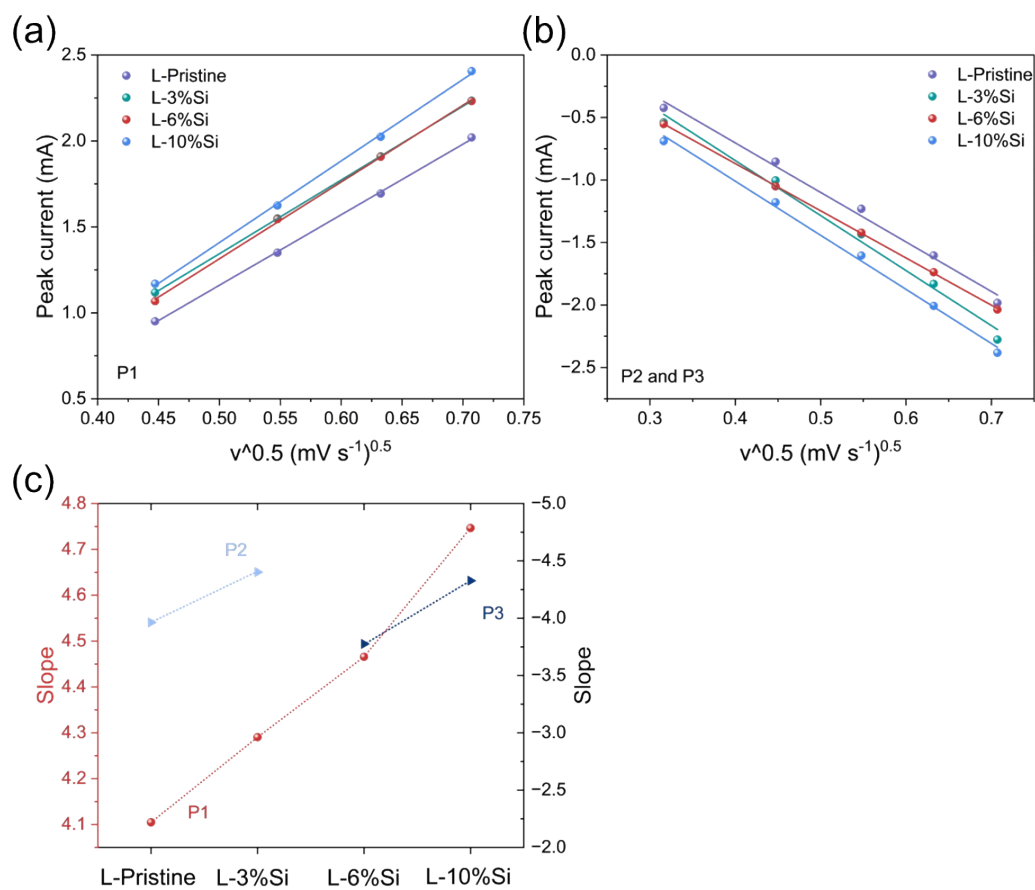 (a)
2.5
2.0
1.5
1.0
0.5
Peak current (mA)
L-Pristine
L-3%Si
L-6%Si
L-10%Si
P1
0.40 0.45 0.50 0.55 0.60 0.65 0.70 0.75
v^0.5 (mV s⁻¹)⁰·⁵
(b)
0.0
−0.5
−1.0
−1.5
−2.0
−2.5
Peak current (mA)
L-Pristine
L-3%Si
L-6%Si
L-10%Si
P2 and P3
0.3 0.4 0.5 0.6 0.7
v^0.5 (mV s⁻¹)⁰·⁵
(c)
4.8
4.7
4.6
4.5
4.4
4.3
4.2
4.1
Slope
P2
P3
P1
−5.0
−4.5
−4.0
−3.5
−3.0
−2.5
−2.0
Slope
L-Pristine L-3%Si L-6%Si L-10%Si